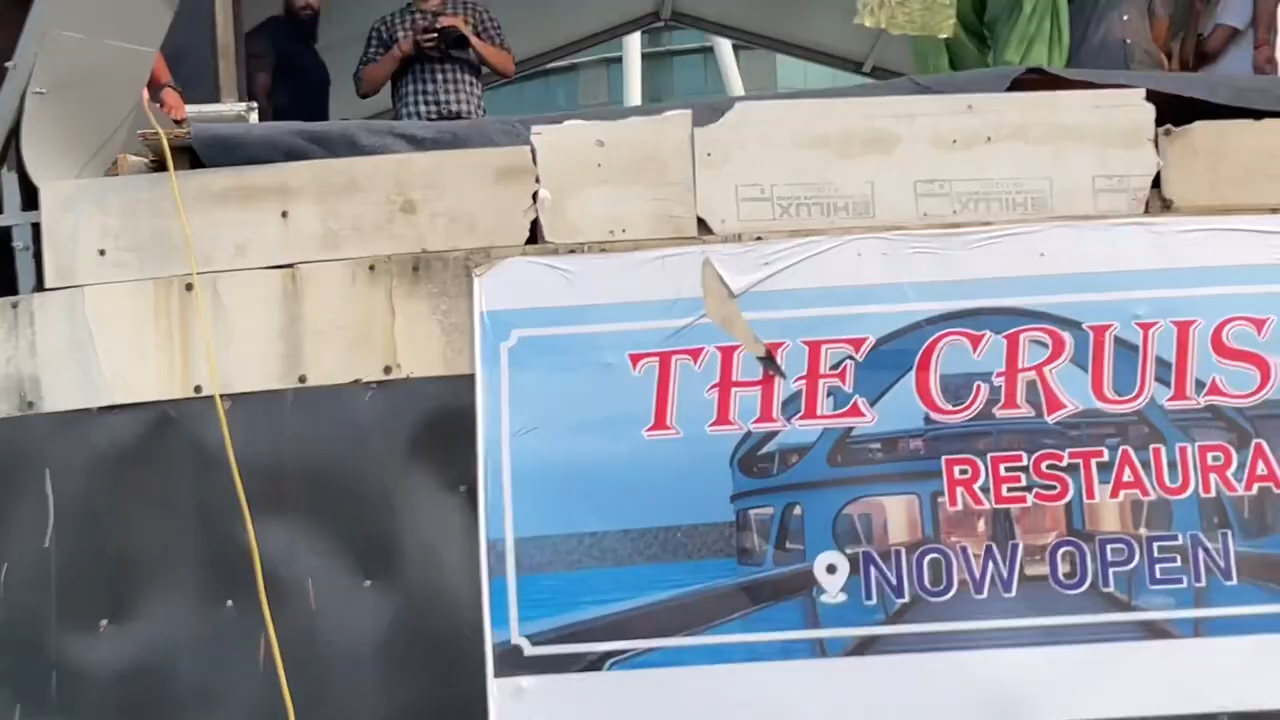 HILUX
HILUX
THE CRUIS
RESTAURA
NOW OPEN